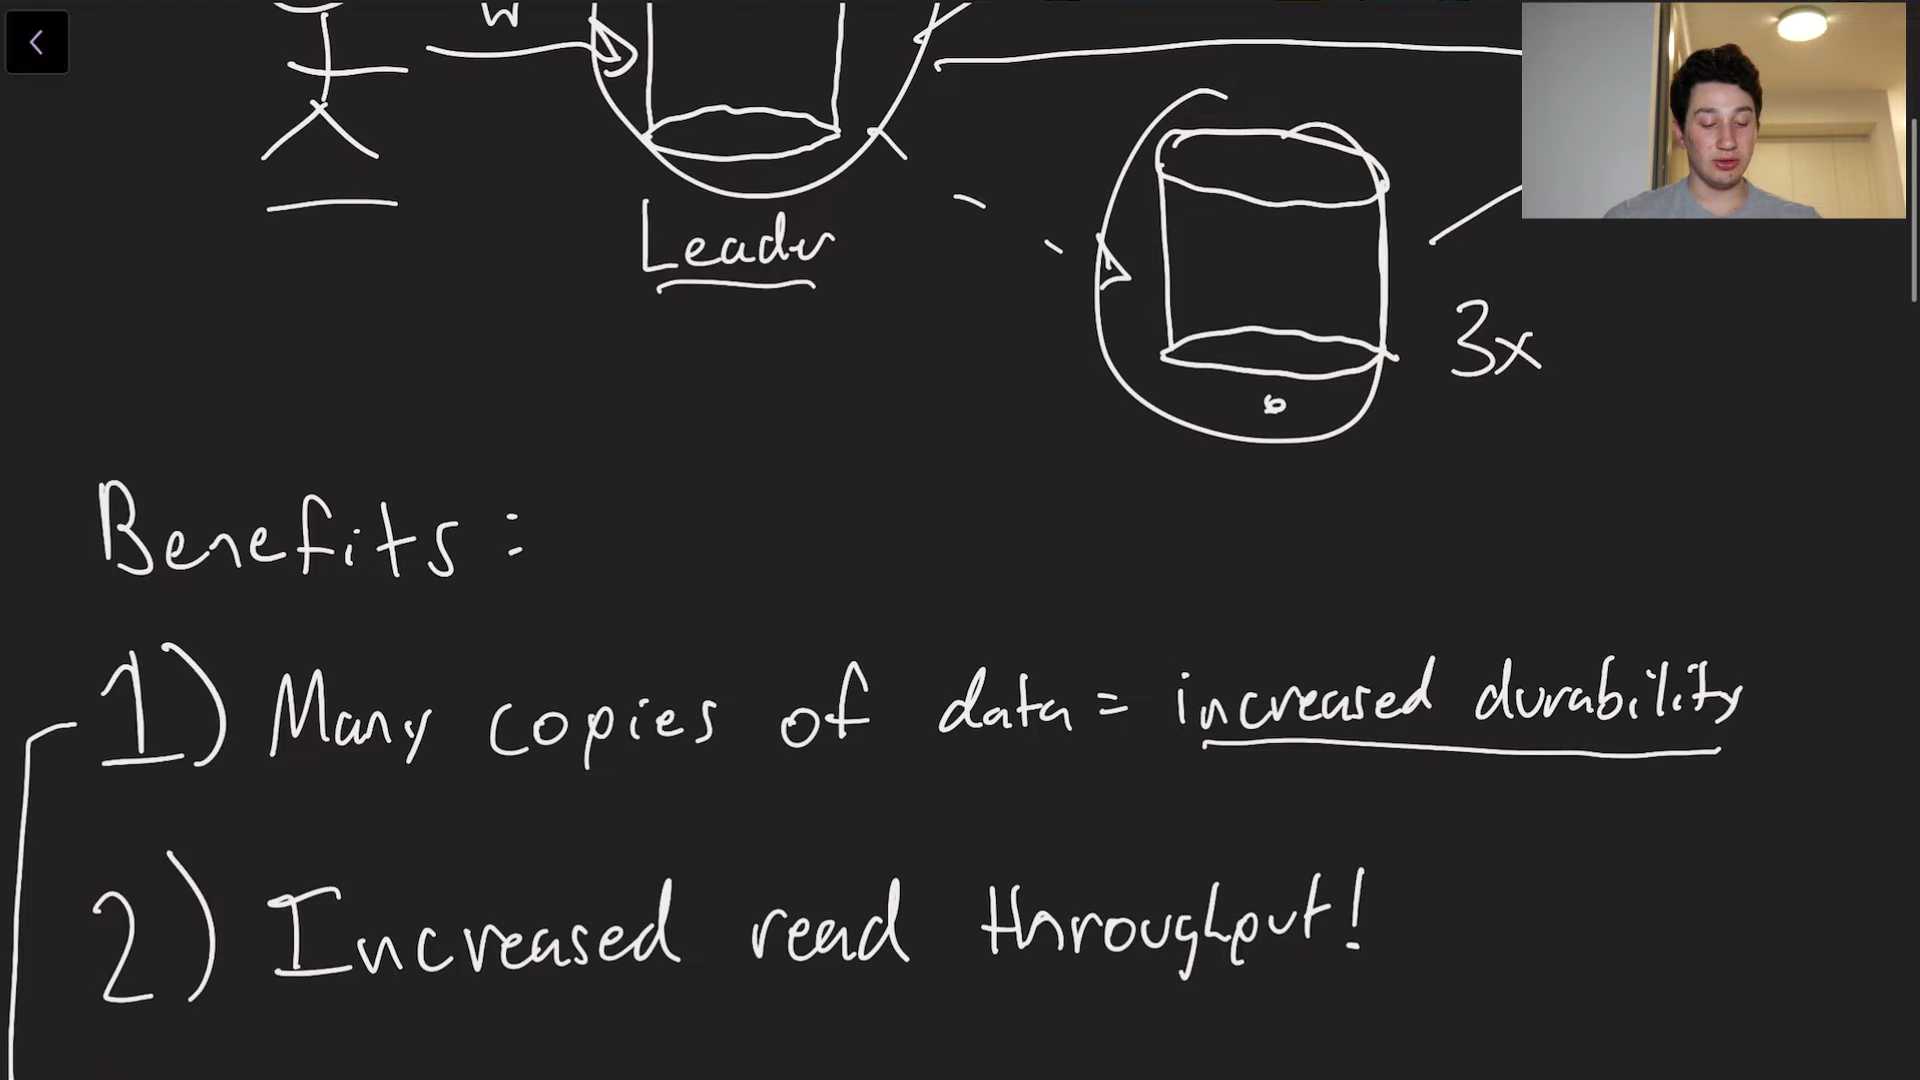 W
Leader
3x
Benefits :
1) Many copies of data = increased durability
2) Increased read throughput!